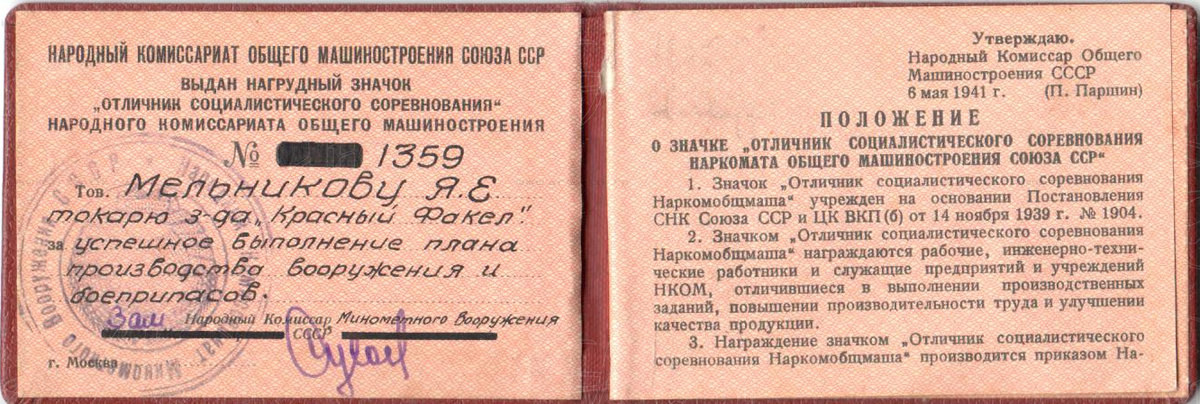 НАРОДНЫЙ КОМИССАРИАТ ОБЩЕГО МАШИНОСТРОЕНИЯ СОЮЗА ССР
ВЫДАН НАГРУДНЫЙ ЗНАЧОК
„ОТЛИЧНИК СОЦИАЛИСТИЧЕСКОГО СОРЕВНОВАНИЯ“
НАРОДНОГО КОМИССАРИАТА ОБЩЕГО МАШИНОСТРОЕНИЯ
№ 1359
Тов. Мельникову Я.Е
токарю з-да „Красный Факел"
за успешное выполнение плана
производства вооружения и
боеприпасов.
Зам Народный Комиссар Минометного Вооружения
СССР
г. Москва
Утверждаю.
Народный Комиссар Общего
Машиностроения СССР
6 мая 1941 г. (П. Паршин)
ПОЛОЖЕНИЕ
О ЗНАЧКЕ „ОТЛИЧНИК СОЦИАЛИСТИЧЕСКОГО СОРЕВНОВАНИЯ
НАРКОМАТА ОБЩЕГО МАШИНОСТРОЕНИЯ СОЮЗА ССР“
1. Значок „Отличник социалистического соревнования
Наркомобщмаша“ учрежден на основании Постановления
СНК Союза ССР и ЦК ВКП(б) от 14 ноября 1939 г. № 1904.
2. Значком „Отличник социалистического соревнования
Наркомобщмаша“ награждаются рабочие, инженерно-техни-
ческие работники и служащие предприятий и учреждений
НКОМ, отличившиеся в выполнении производственных
заданий, повышении производительности труда и улучшении
качества продукции.
3. Награждение значком „Отличник социалистического
соревнования Наркомобщмаша“ производится приказом На-